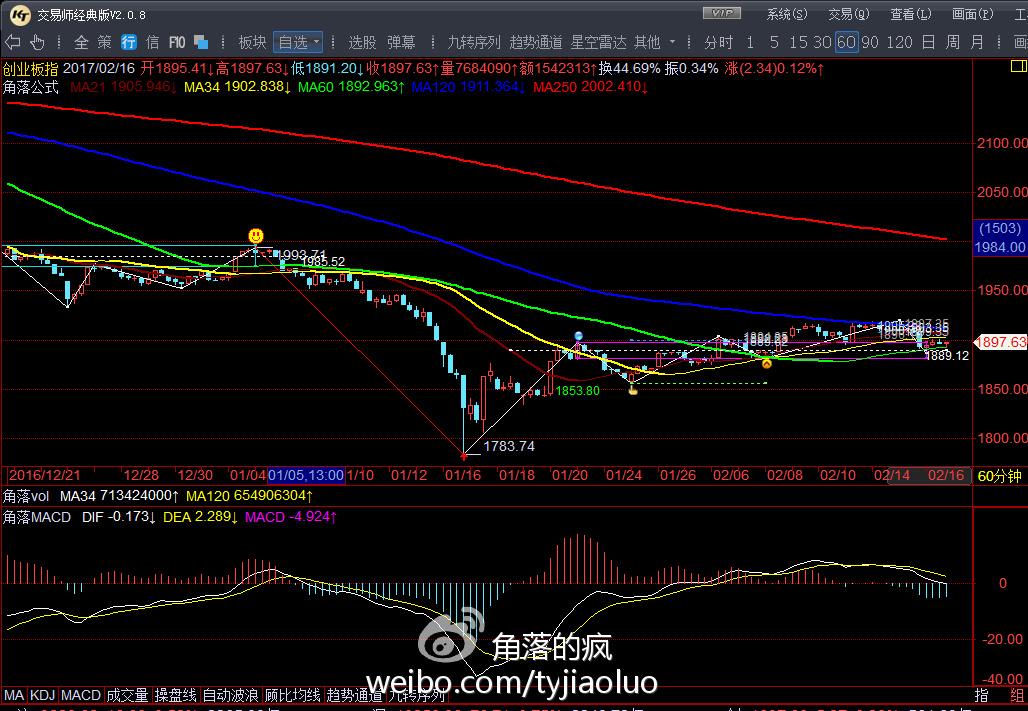 KT 交易师经典版V2.0.8 VIP 系统(S) 交易(Q) 查看(L) 画面(P) 工
全 策 行 信 F10 板块 自选 选股 弹幕 九转序列 趋势通道 星空雷达 其他 分时 1 5 15 30 60 90 120 日 周 月 画
创业板指 2017/02/16 开1895.41↓高1897.63↓低1891.20↓收1897.63↑量7684090↑额1542313↑换44.69% 振0.34% 涨(2.34)0.12%↑
角落公式 MA21 1905.946↓ MA34 1902.838↓ MA60 1892.963↑ MA120 1911.364↓ MA250 2002.410↓
2100.00
2050.00
(1503)
1984.00
1993.71
1985.52
1950.00
1897.63
1889.12
1853.80
1850.00
1783.74
1800.00
2016/12/21 12/28 12/30 01/04 01/05,13:00 1/10 01/12 01/16 01/18 01/20 01/24 01/26 02/06 02/08 02/10 02/14 02/16 60分钟
角落vol MA34 713424000↑ MA120 654906304↑
角落MACD DIF -0.173↓ DEA 2.289↓ MACD -4.924↑
0
-20.00
角落的疯
-40.00
weibo.com/tyjiaoluo
MA KDJ MACD 成交量 操盘线 自动波浪 顾比均线 趋势通道 九转序列 指 组